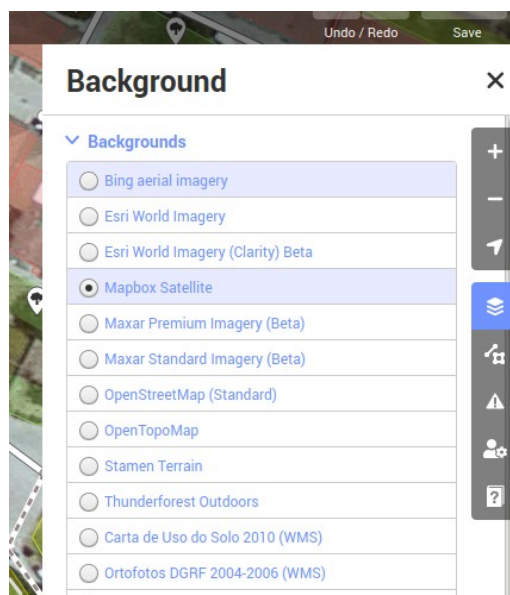 Undo / Redo Save
Background
Backgrounds
Bing aerial imagery
Esri World Imagery
Esri World Imagery (Clarity) Beta
Mapbox Satellite
Maxar Premium Imagery (Beta)
Maxar Standard Imagery (Beta)
OpenStreetMap (Standard)
OpenTopoMap
Stamen Terrain
Thunderforest Outdoors
Carta de Uso do Solo 2010 (WMS)
Ortofotos DGRF 2004-2006 (WMS)